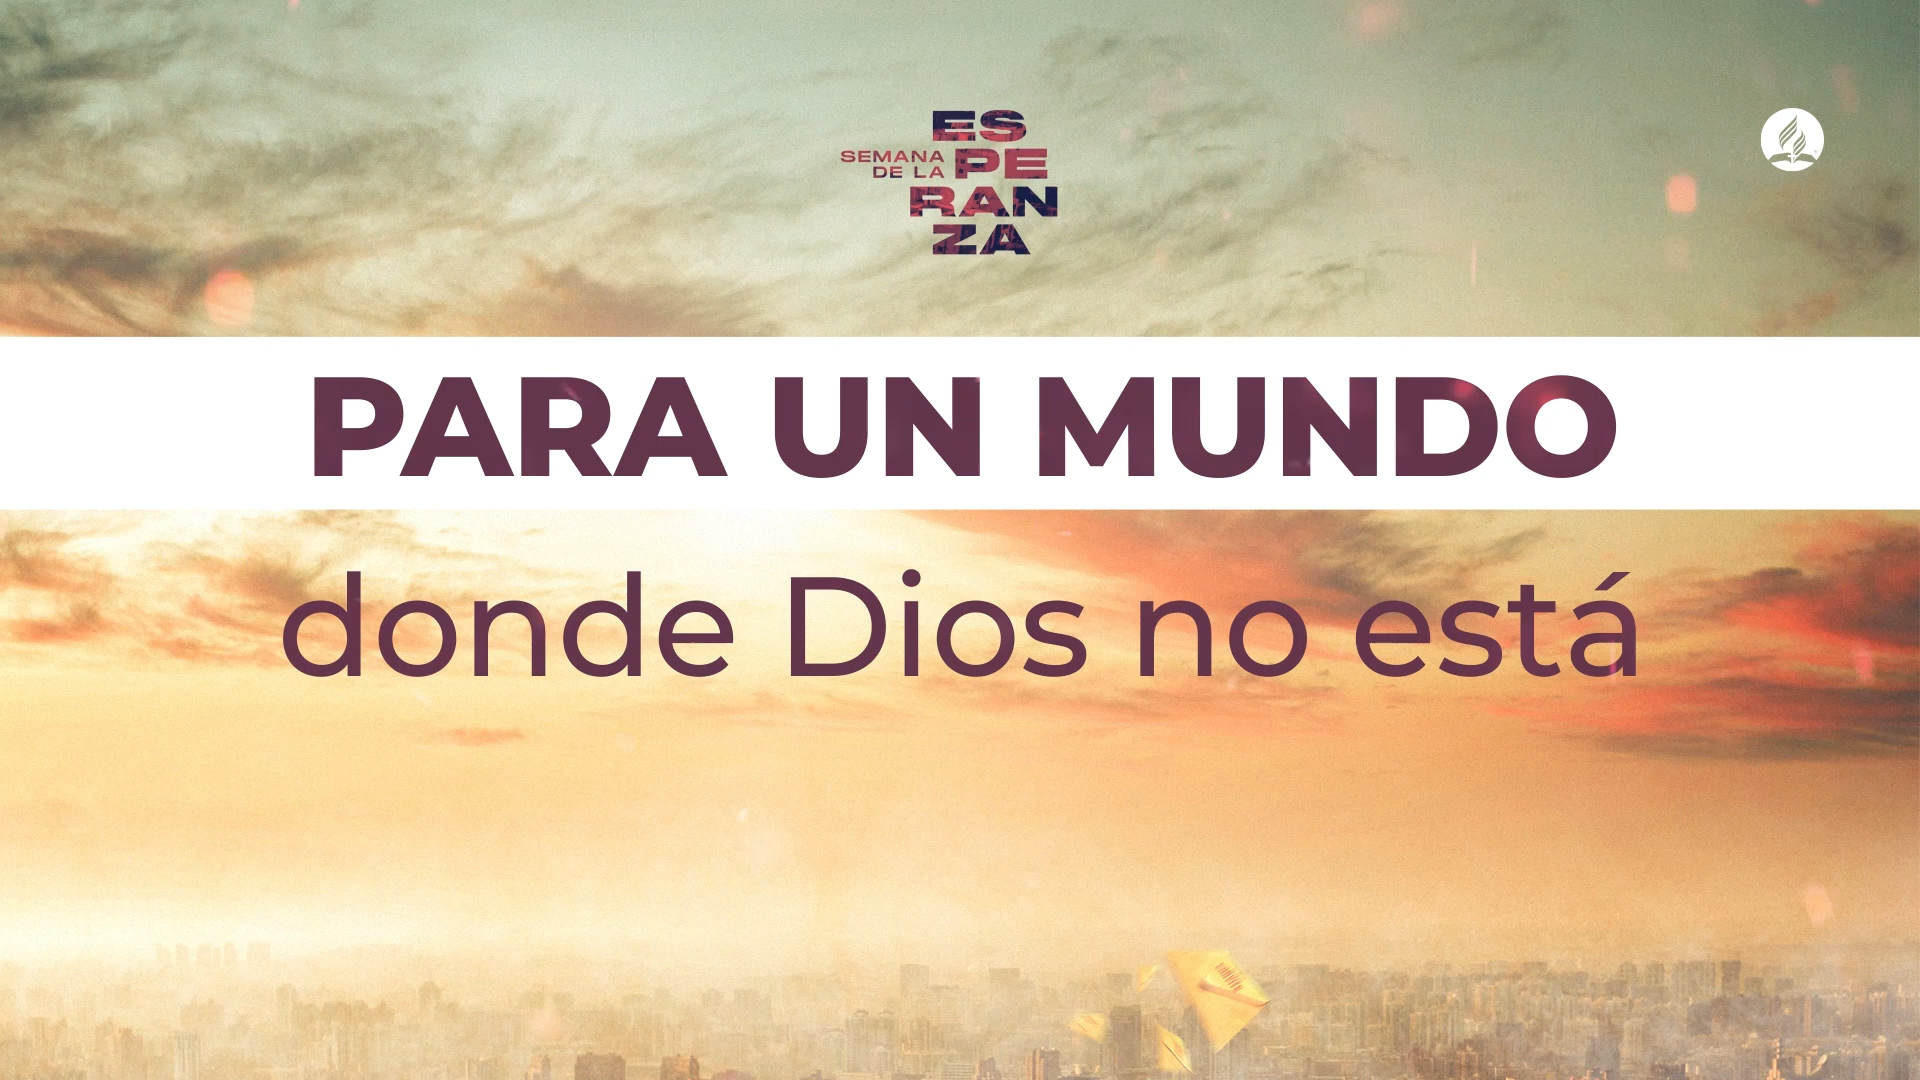 SEMANA
DE LA
ES
PE
RAN
ZA
PARA UN MUNDO
donde Dios no está